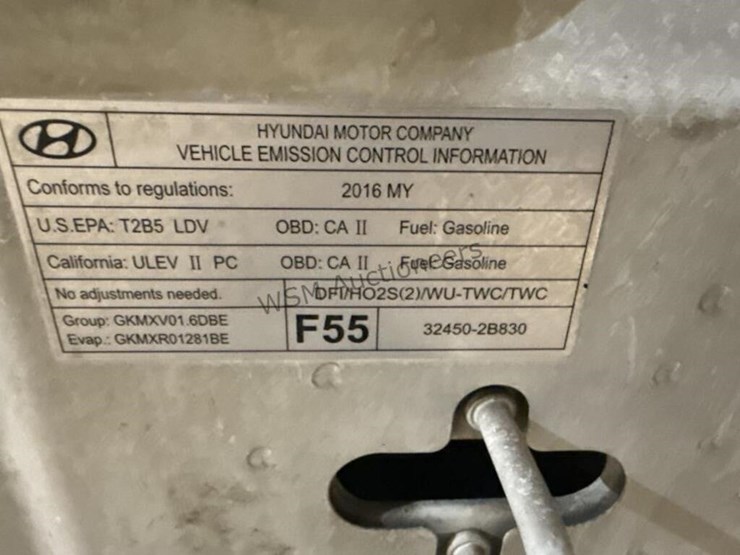 HYUNDAI MOTOR COMPANY
VEHICLE EMISSION CONTROL INFORMATION
Conforms to regulations: 2016 MY
U.S.EPA: T2B5 LDV OBD: CA II Fuel: Gasoline
California: ULEV II PC OBD: CA II Fuel: Gasoline
No adjustments needed. DFI/HO2S(2)/WU-TWC/TWC
Group: GKMXV01.6DBE
Evap.: GKMXR01281BE
F55
32450-2B830
WSM Auctioneers